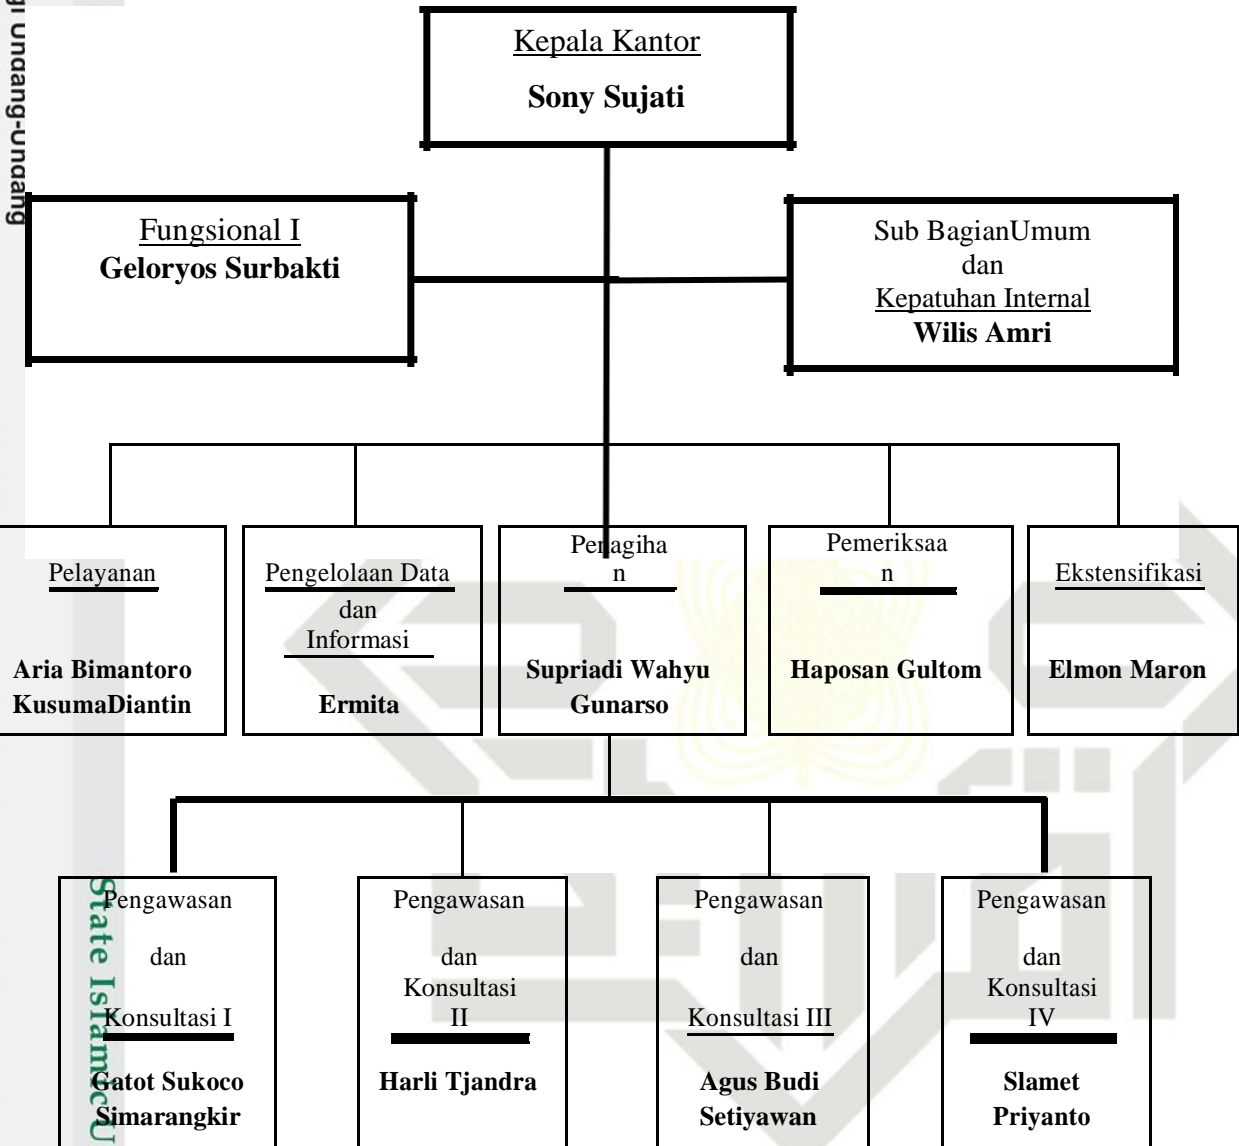 gi Undang-Undang
Kepala Kantor
Sony Sujati
Fungsional I
Geloryos Surbakti
Sub BagianUmum
dan
Kepatuhan Internal
Wilis Amri
Pelayanan
Aria Bimantoro
KusumaDiantin
Pengelolaan Data
dan
Informasi
Ermita
Penagiha
n
Supriadi Wahyu
Gunarso
Pemeriksaa
n
Haposan Gultom
Ekstensifikasi
Elmon Maron
Pengawasan
dan
Konsultasi I
Gatot Sukoco
Simarangkir
Pengawasan
dan
Konsultasi
II
Harli Tjandra
Pengawasan
dan
Konsultasi III
Agus Budi
Setiyawan
Pengawasan
dan
Konsultasi
IV
Slamet
Priyanto
State Islamic U